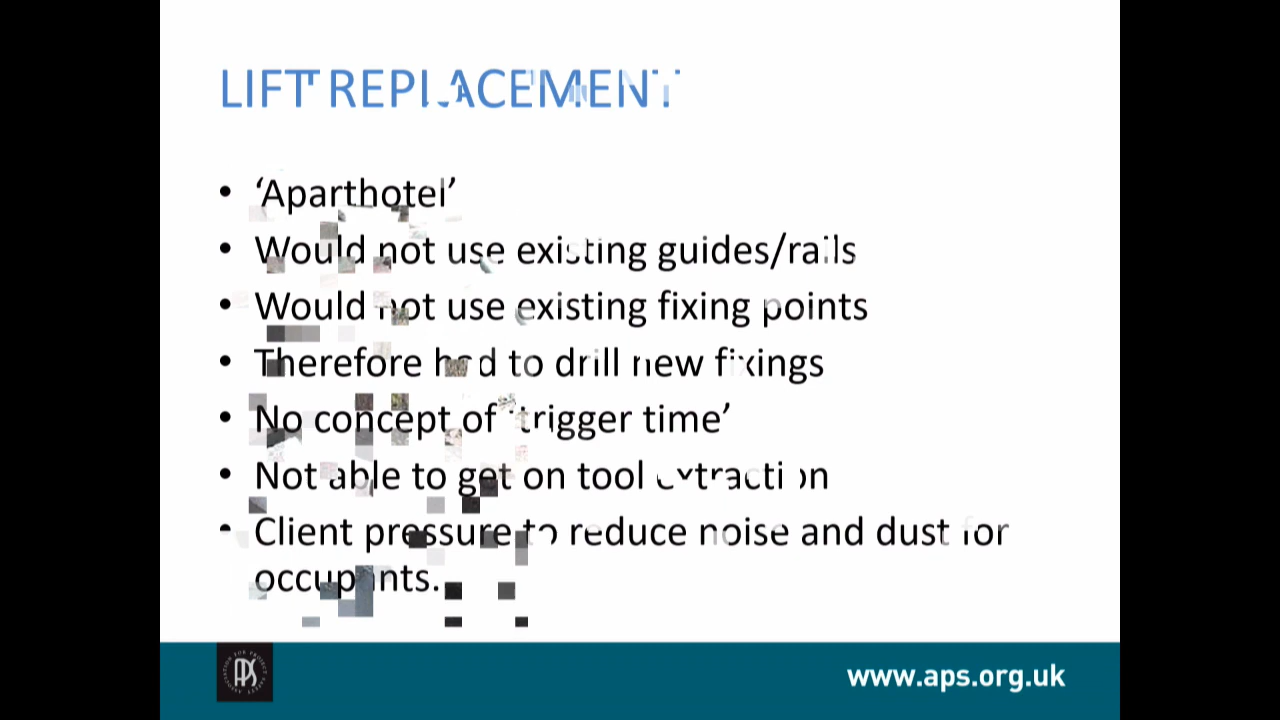 LIFT REPLACEMENT
• ‘Aparthotel’
• Would not use existing guides/rails
• Would not use existing fixing points
• Therefore had to drill new fixings
• No concept of ‘trigger time’
• Not able to get on tool extraction
• Client pressure to reduce noise and dust for
occupants.
APS
www.aps.org.uk